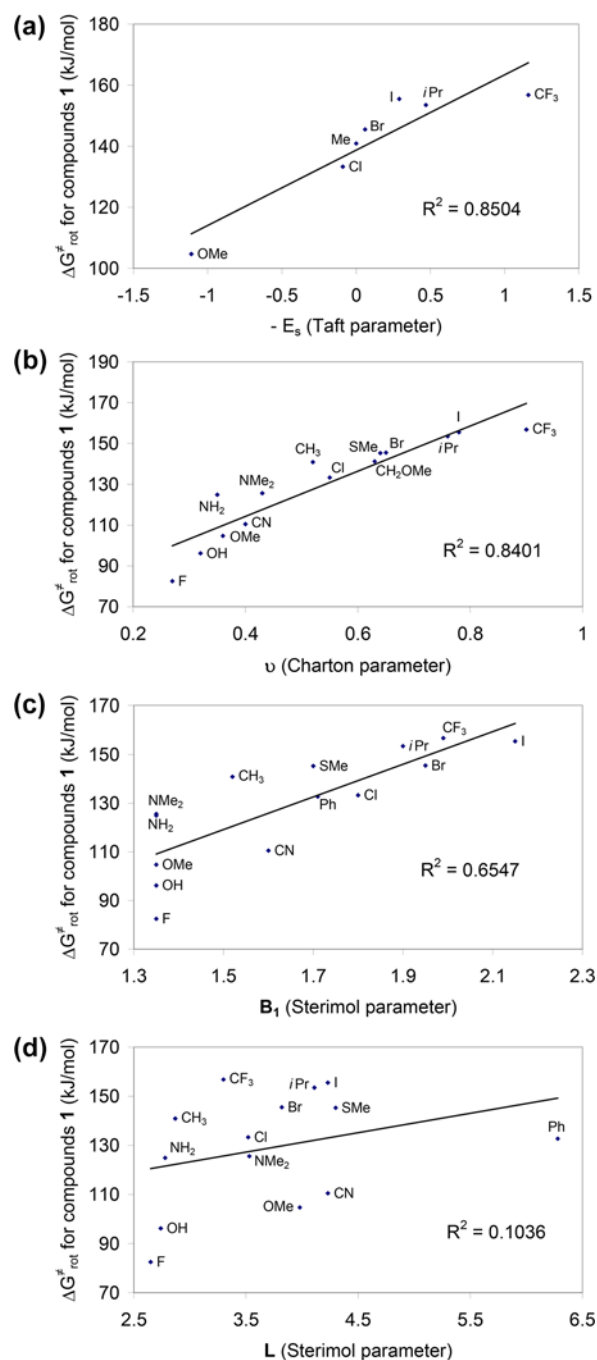 (a)
ΔG≠rot for compounds 1 (kJ/mol)
180
160
140
120
100
I
iPr
CF3
Br
Me
Cl
OMe
R2 = 0.8504
-1.5 -1 -0.5 0 0.5 1 1.5
- Es (Taft parameter)
(b)
ΔG≠rot for compounds 1 (kJ/mol)
190
170
150
130
110
90
70
I
CF3
iPr
SMe
Br
CH3
CH2OMe
Cl
NMe2
NH2
CN
OMe
OH
F
R2 = 0.8401
0.2 0.4 0.6 0.8 1
υ (Charton parameter)
(c)
ΔG≠rot for compounds 1 (kJ/mol)
170
150
130
110
90
70
CF3
iPr
I
SMe
Br
CH3
Ph
Cl
NMe2
NH2
CN
OMe
OH
F
R2 = 0.6547
1.3 1.5 1.7 1.9 2.1 2.3
B1 (Sterimol parameter)
(d)
ΔG≠rot for compounds 1 (kJ/mol)
170
150
130
110
90
70
CF3
iPr
I
Br
SMe
CH3
Cl
Ph
NH2
NMe2
CN
OMe
OH
F
R2 = 0.1036
2.5 3.5 4.5 5.5 6.5
L (Sterimol parameter)